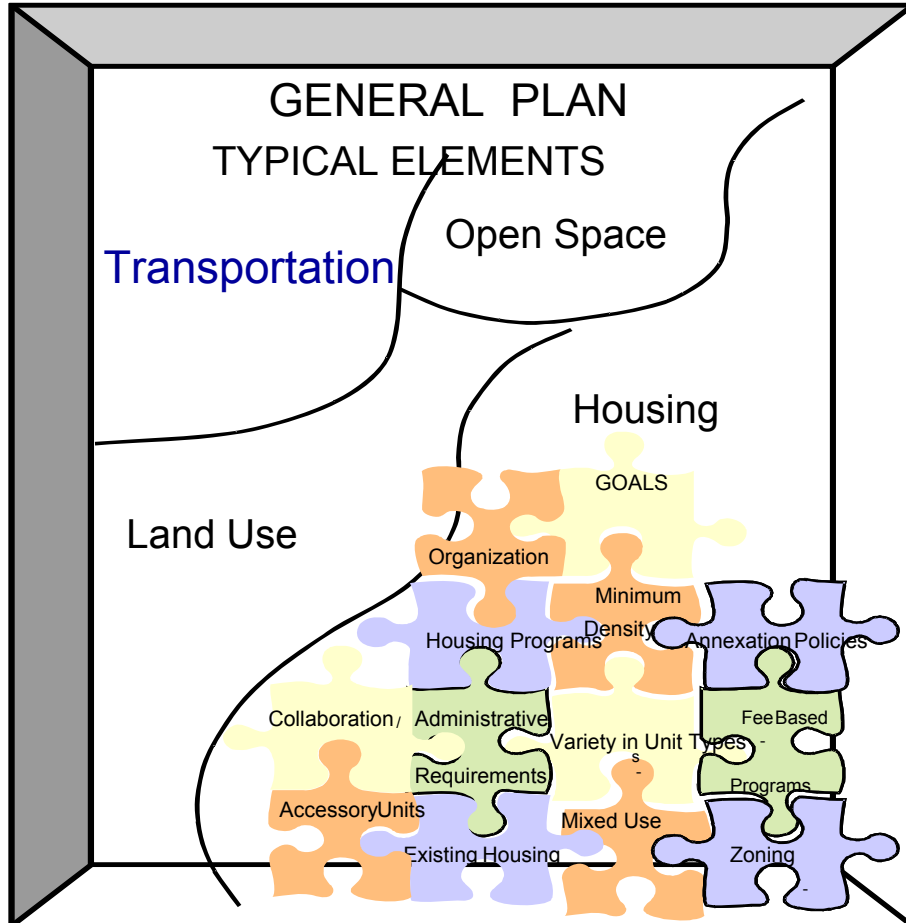 GENERAL PLAN
TYPICAL ELEMENTS
Open Space
Transportation
Housing
GOALS
Land Use
Organization
Minimum
Density
Housing Programs
Annexation Policies
Collaboration /
Administrative
Requirements
Variety in Unit Types
s
-
Fee Based
-
Programs
AccessoryUnits
Mixed Use
Existing Housing
Zoning
-